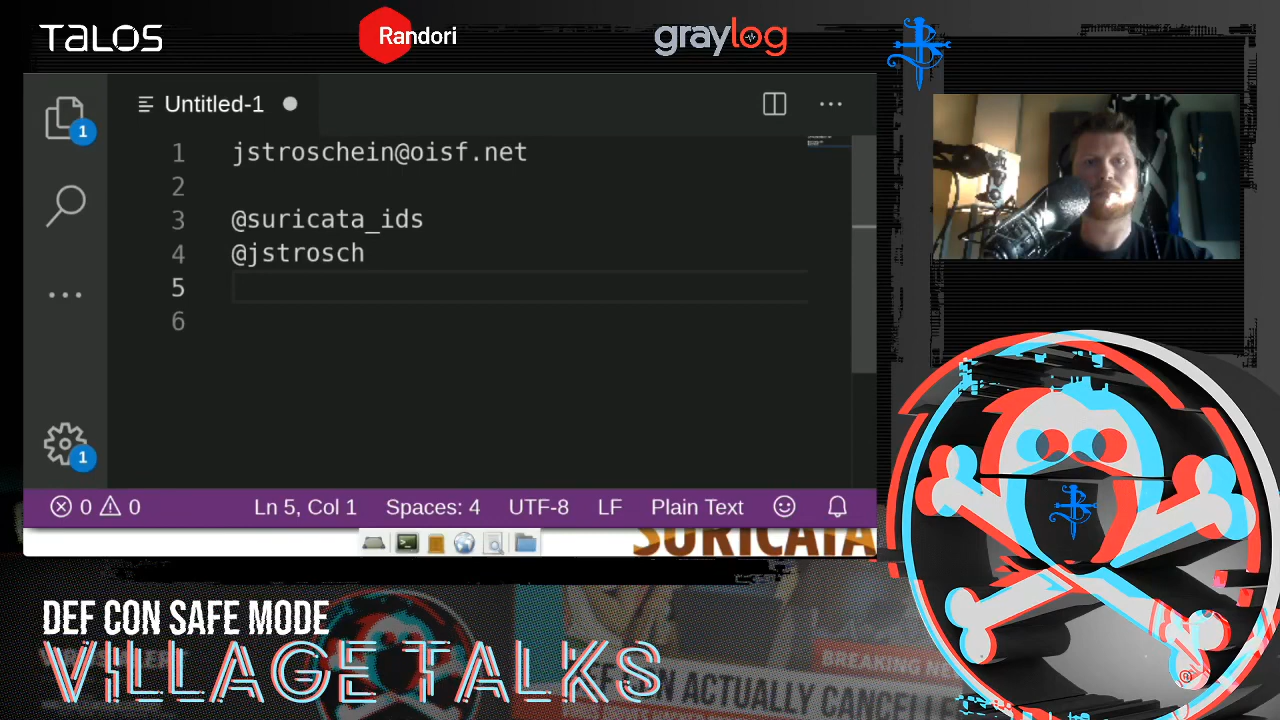 TALOS
Randori
graylog
1
Untitled-1
1 jstroschein@oisf.net
2
3 @suricata_ids
4 @jstrosch
5
6
1
0 0
Ln 5, Col 1
Spaces: 4
UTF-8
LF
Plain Text
SURICATA
DEF CON SAFE MODE
VILLAGE TALKS
BREAKING NE
DEF CON ACTUALLY CANCELLE
®